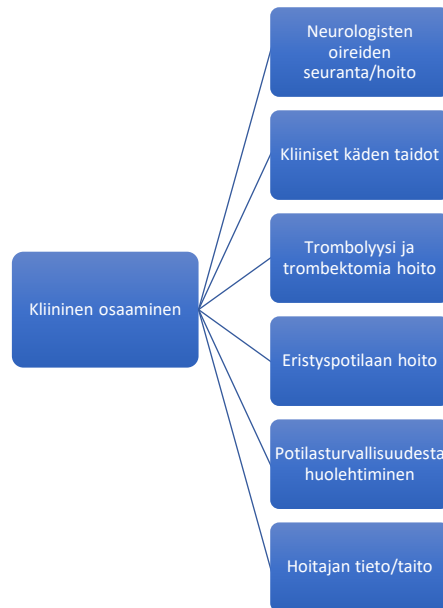 Neurologisten
oireiden
seuranta/hoito
Kliiniset käden taidot
Trombolyysi ja
trombektomia hoito
Kliininen osaaminen
Eristyspotilaan hoito
Potilasturvallisuudesta
huolehtiminen
Hoitajan tieto/taito